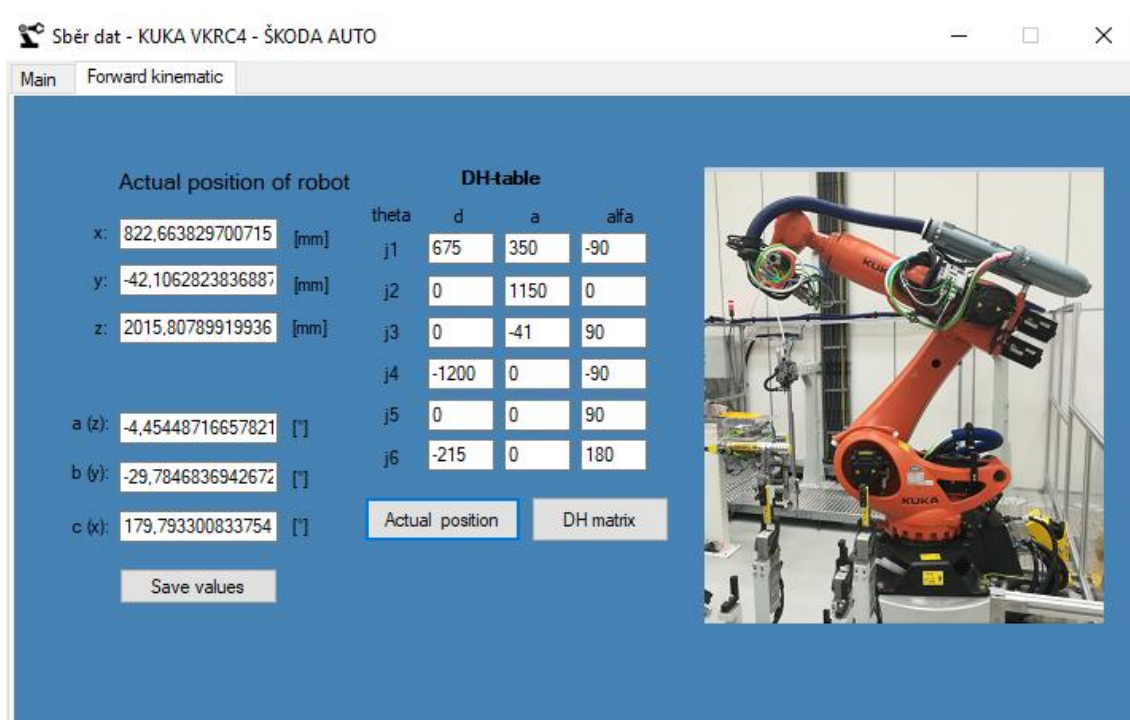 Sběr dat - KUKA VKRC4 - ŠKODA AUTO
Main Forward kinematic
Actual position of robot
x: 822,663829700715 [mm]
y: -42,1062823836887 [mm]
z: 2015,80789919936 [mm]
a (z): -4,45448716657821 [°]
b (y): -29,7846836942672 [°]
c (x): 179,793300833754 [°]
Save values
DH-table
theta d a alfa
j1 675 350 -90
j2 0 1150 0
j3 0 -41 90
j4 -1200 0 -90
j5 0 0 90
j6 -215 0 180
Actual position DH matrix
KUKA